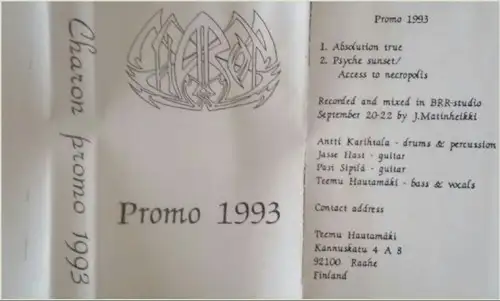 Charon promo 1993
CHARON
Promo 1993
Promo 1993
1. Absolution true
2. Psyche sunset/
Access to necropolis
Recorded and mixed in BRR-studio
September 20-22 by J.Matinheikki
Antti Karihtala - drums & percussion
Jasse Hast - guitar
Pasi Sipilä - guitar
Teemu Hautamäki - bass & vocals
Contact address
Teemu Hautamäki
Kannuskatu 4 A 8
92100 Raahe
Finland